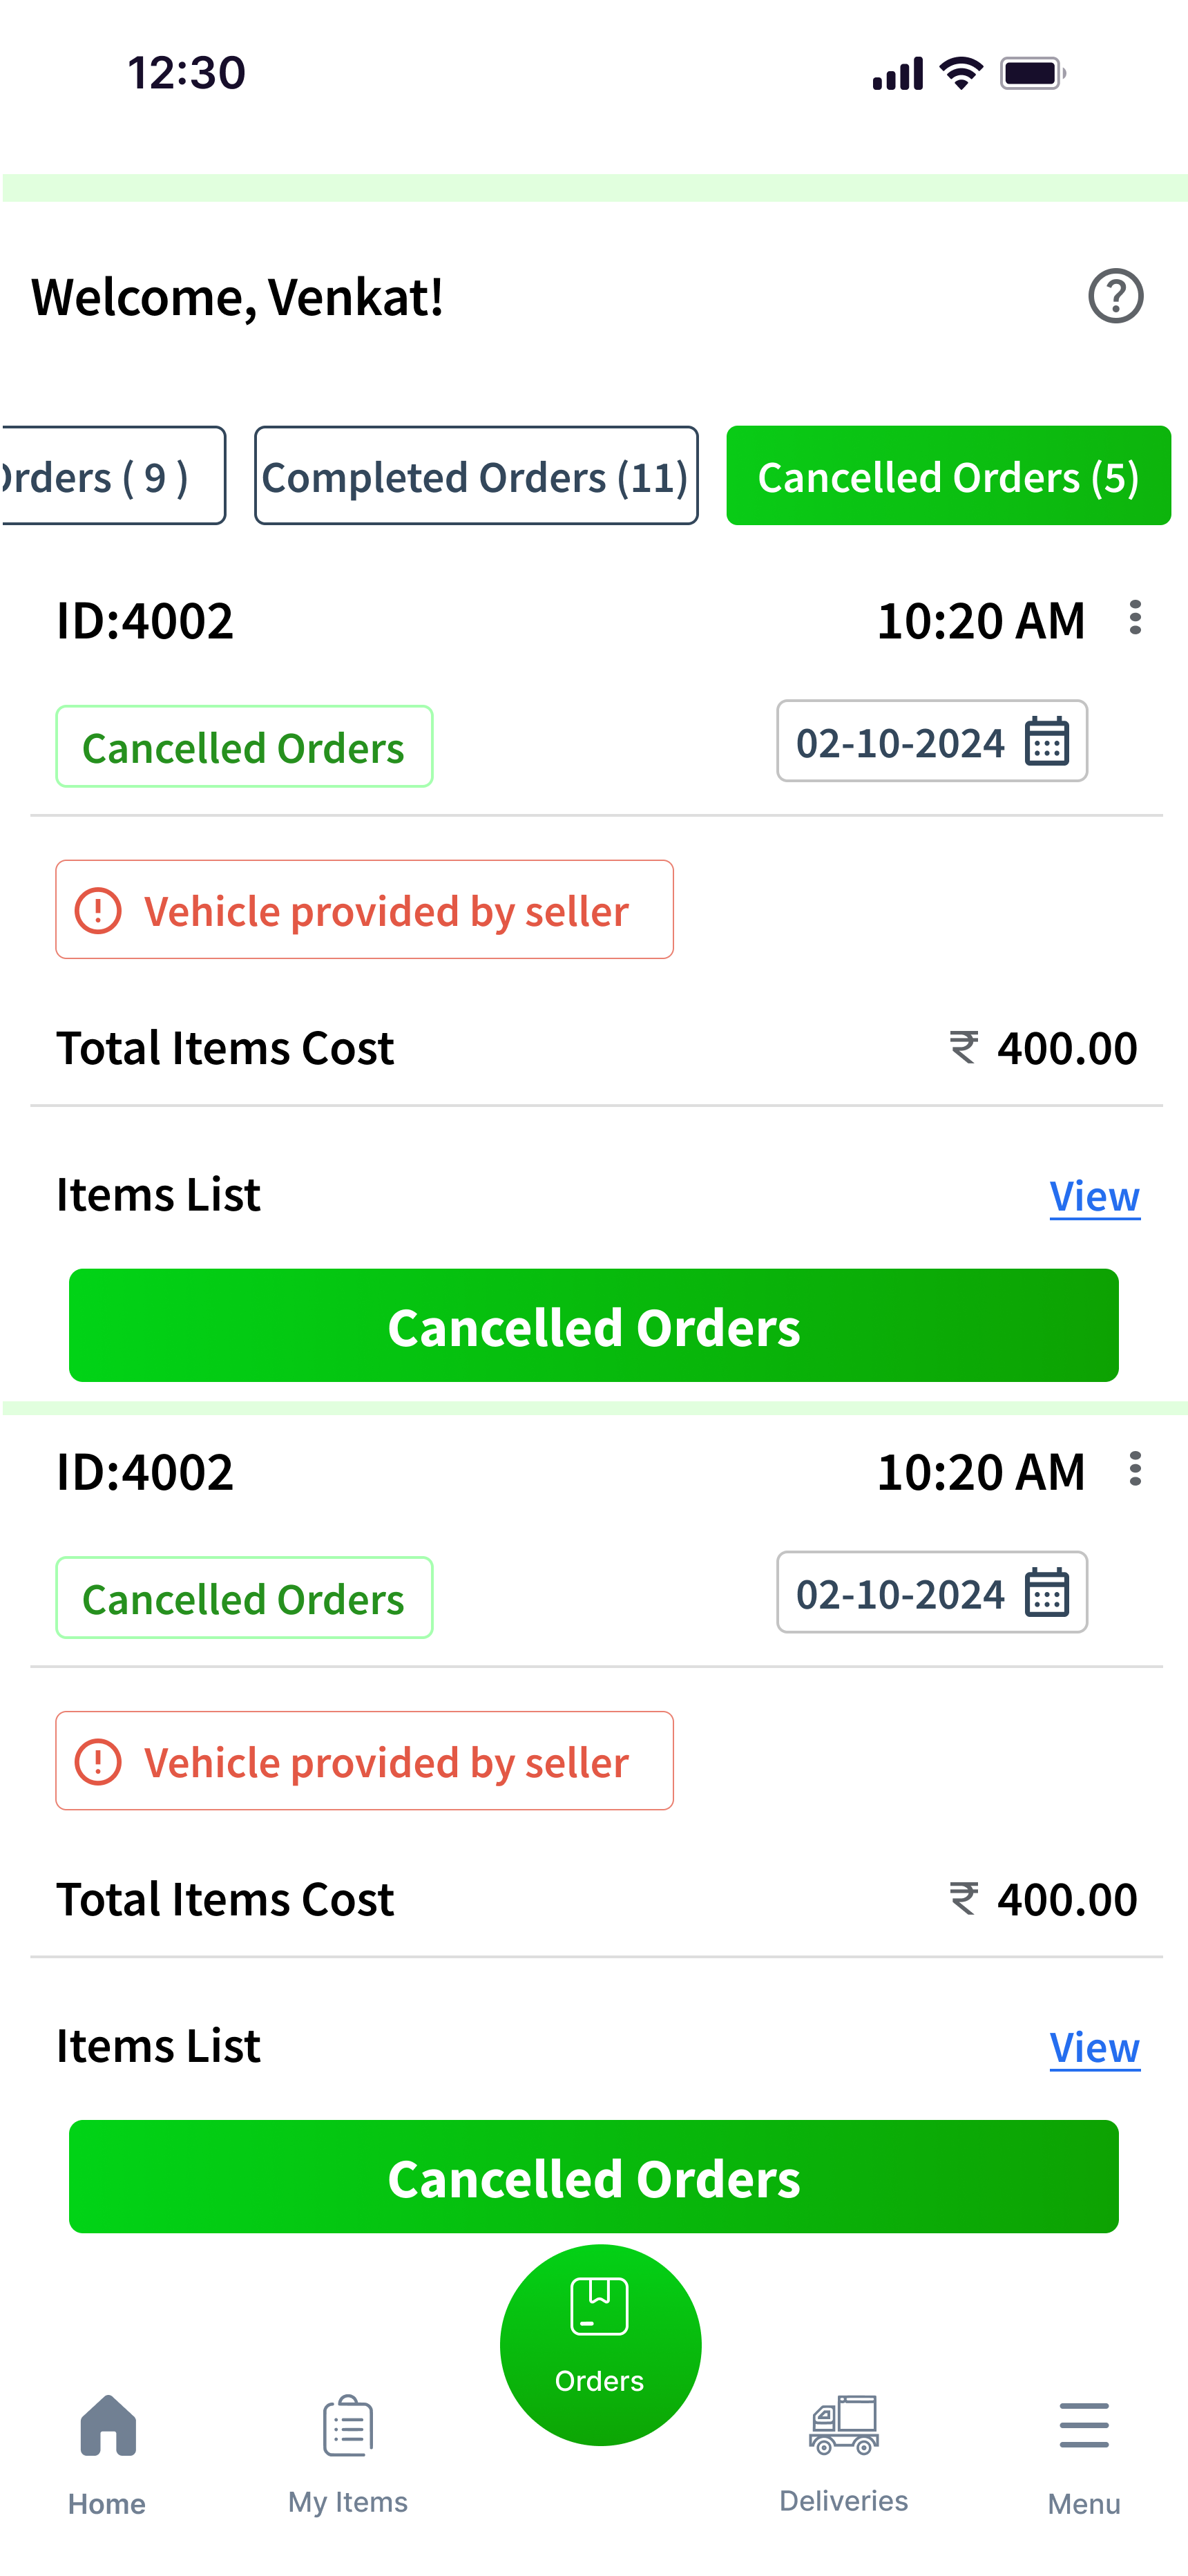 12:30
Welcome, Venkat!
Orders ( 9 )
Completed Orders (11)
Cancelled Orders (5)
ID:4002
10:20 AM
Cancelled Orders
02-10-2024
Vehicle provided by seller
Total Items Cost
₹ 400.00
Items List
View
Cancelled Orders
ID:4002
10:20 AM
Cancelled Orders
02-10-2024
Vehicle provided by seller
Total Items Cost
₹ 400.00
Items List
View
Cancelled Orders
Orders
Home
My Items
Deliveries
Menu